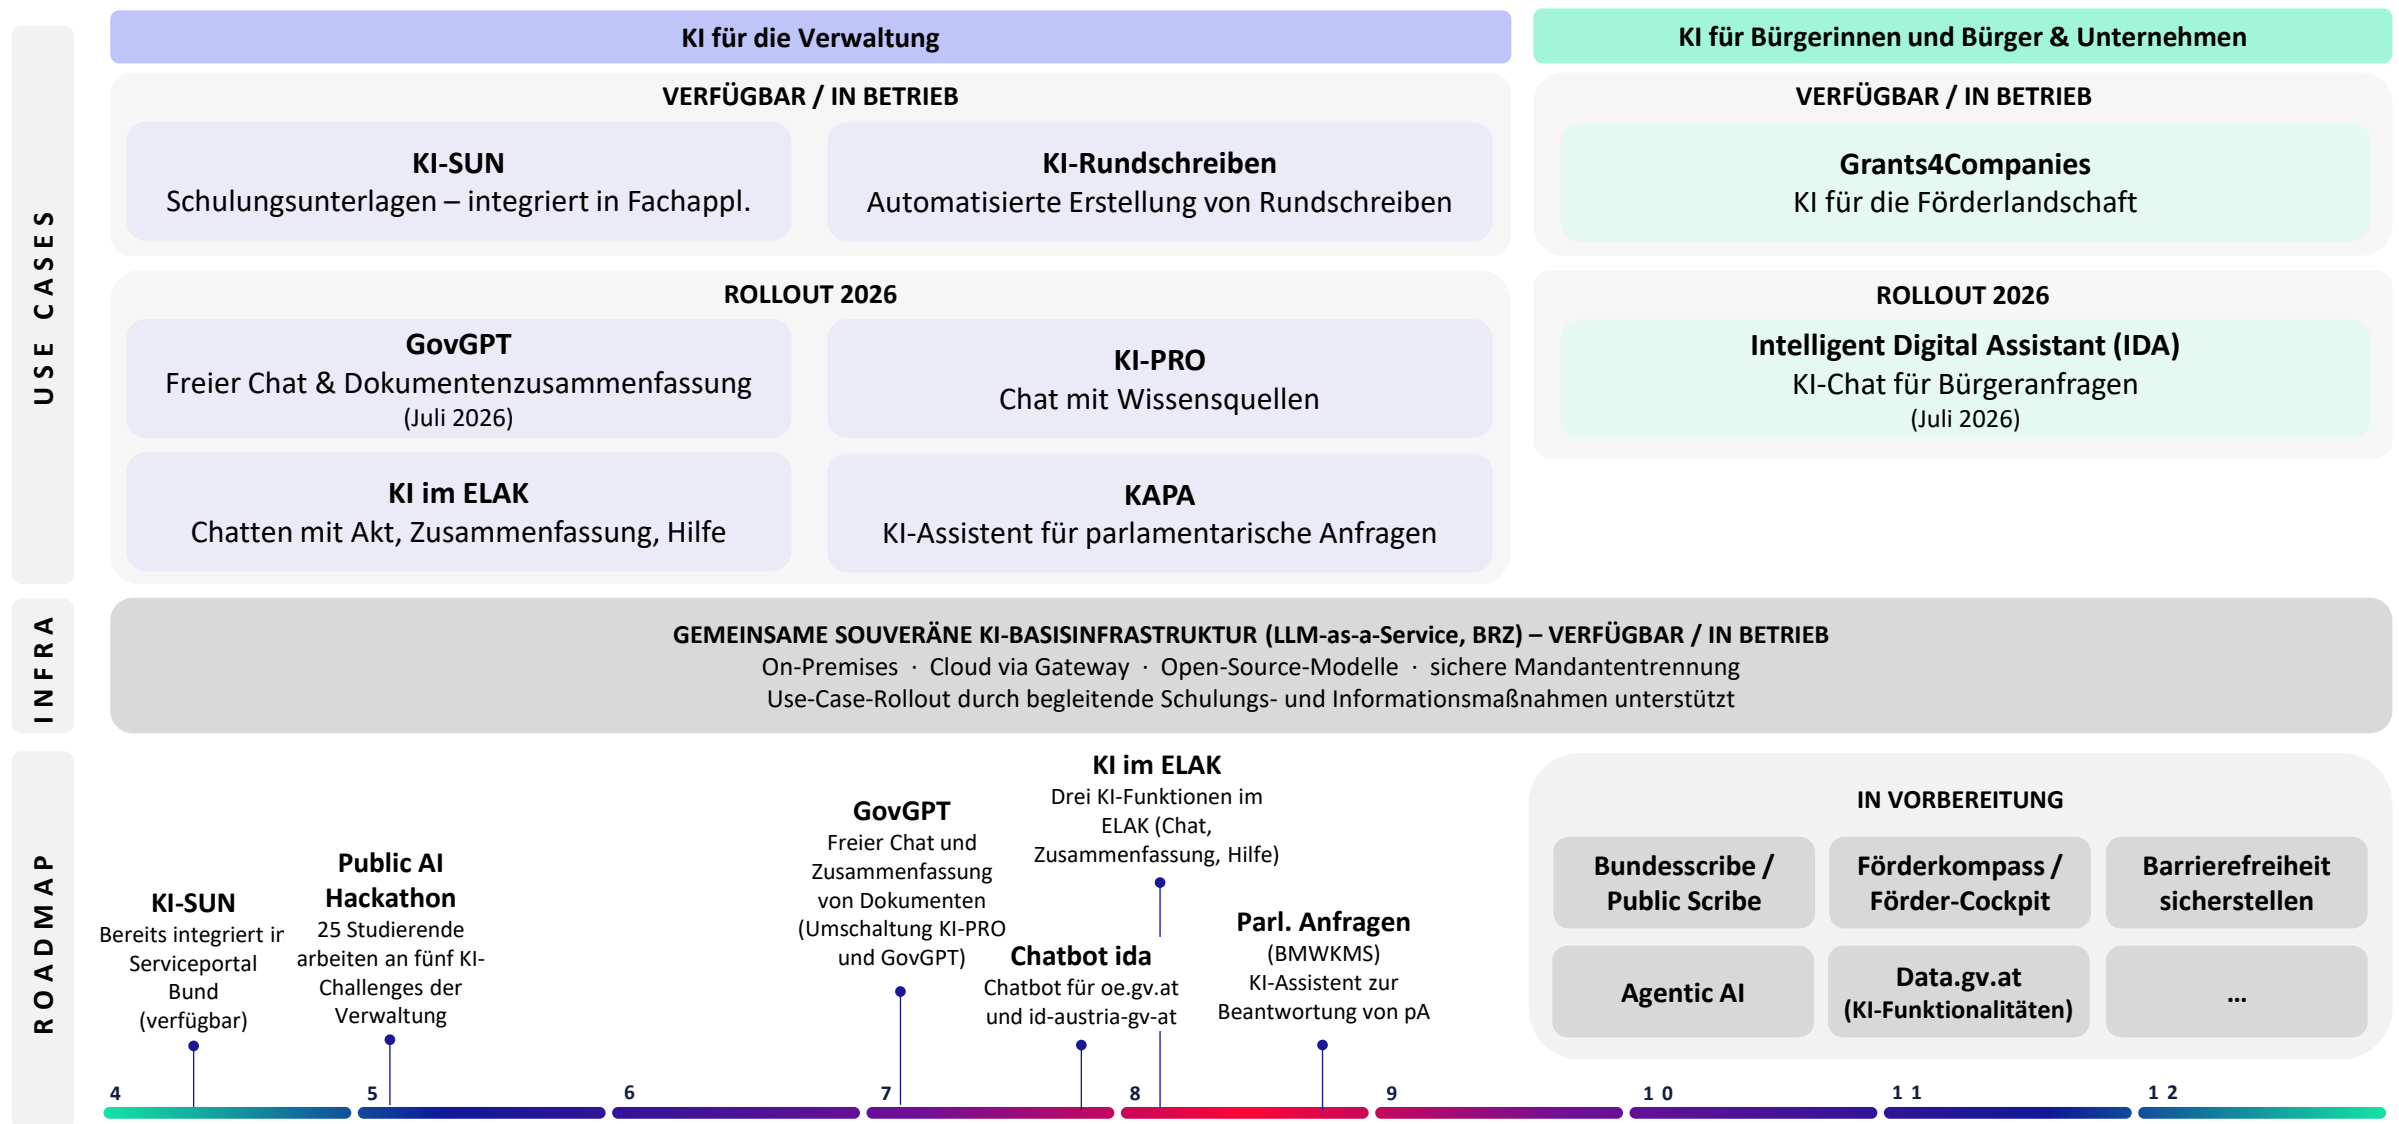 KI für die Verwaltung
KI für Bürgerinnen und Bürger & Unternehmen
USE CASES
VERFÜGBAR / IN BETRIEB
KI-SUN
Schulungsunterlagen – integriert in Fachappl.
KI-Rundschreiben
Automatisierte Erstellung von Rundschreiben
VERFÜGBAR / IN BETRIEB
Grants4Companies
KI für die Förderlandschaft
ROLLOUT 2026
GovGPT
Freier Chat & Dokumentenzusammenfassung
(Juli 2026)
KI-PRO
Chat mit Wissensquellen
KI im ELAK
Chatten mit Akt, Zusammenfassung, Hilfe
KAPA
KI-Assistent für parlamentarische Anfragen
ROLLOUT 2026
Intelligent Digital Assistant (IDA)
KI-Chat für Bürgeranfragen
(Juli 2026)
INFRA
GEMEINSAME SOUVERÄNE KI-BASISINFRASTRUKTUR (LLM-as-a-Service, BRZ) – VERFÜGBAR / IN BETRIEB
On-Premises · Cloud via Gateway · Open-Source-Modelle · sichere Mandantentrennung
Use-Case-Rollout durch begleitende Schulungs- und Informationsmaßnahmen unterstützt
ROADMAP
KI-SUN
Bereits integriert in
Serviceportal
Bund
(verfügbar)
Public AI
Hackathon
25 Studierende
arbeiten an fünf KI-
Challenges der
Verwaltung
GovGPT
Freier Chat und
Zusammenfassung
von Dokumenten
(Umschaltung KI-PRO
und GovGPT)
Chatbot ida
Chatbot für oe.gv.at
und id-austria-gv-at
KI im ELAK
Drei KI-Funktionen im
ELAK (Chat,
Zusammenfassung, Hilfe)
Parl. Anfragen
(BMWKMS)
KI-Assistent zur
Beantwortung von pA
IN VORBEREITUNG
Bundesscribe /
Public Scribe
Förderkompass /
Förder-Cockpit
Barrierefreiheit
sicherstellen
Agentic AI
Data.gv.at
(KI-Funktionalitäten)
...
4
5
6
7
8
9
10
11
12